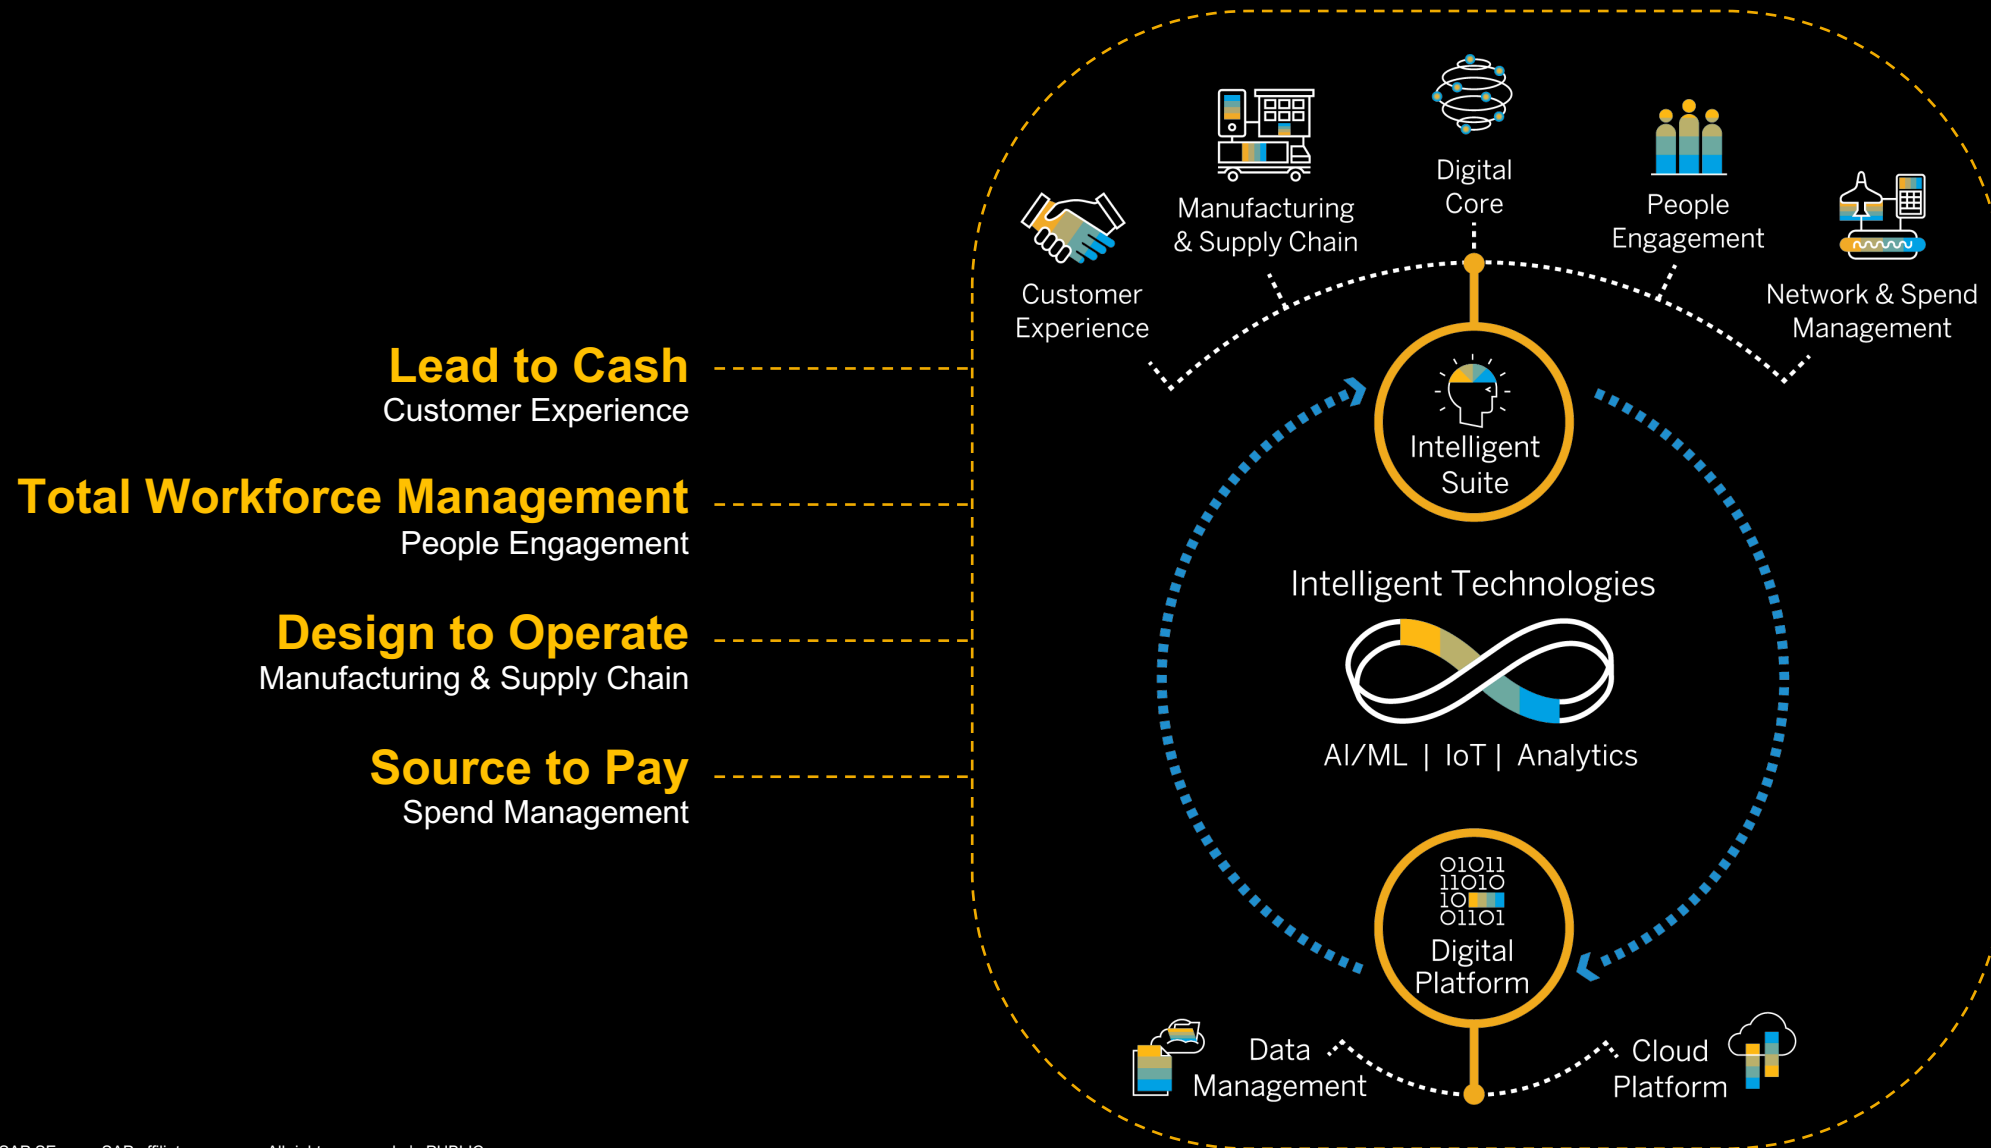 Lead to Cash
Customer Experience
Total Workforce Management
People Engagement
Design to Operate
Manufacturing & Supply Chain
Source to Pay
Spend Management
Customer
Experience
Manufacturing
& Supply Chain
Digital
Core
People
Engagement
Network & Spend
Management
Intelligent
Suite
Intelligent Technologies
AI/ML | IoT | Analytics
01011
11010
10
01101
Digital
Platform
Data
Management
Cloud
Platform